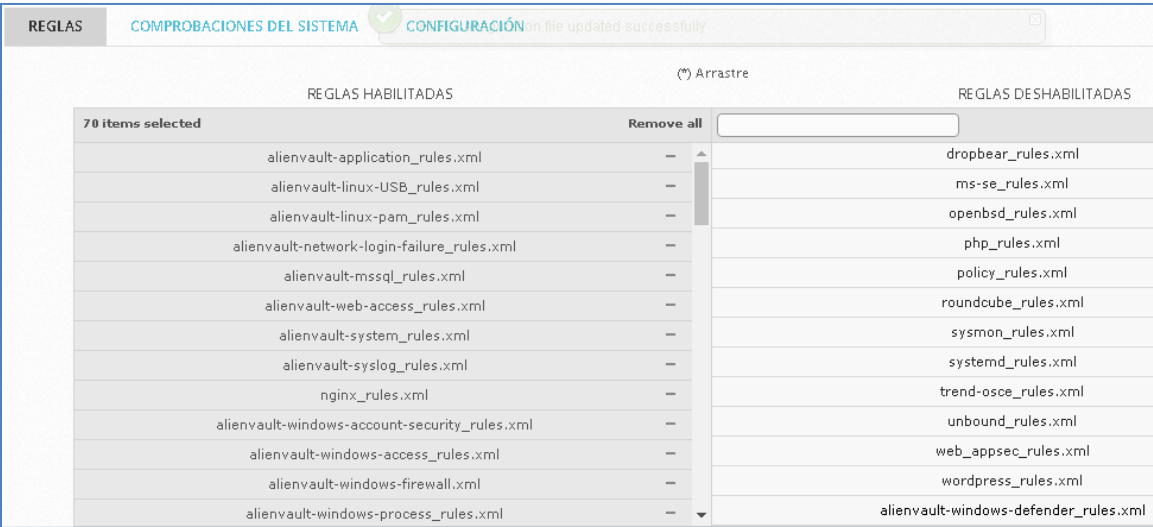 REGLAS
COMPROBACIONES DEL SISTEMA
CONFIGURACIÓN
on file updated successfully
(*) Arrastre
REGLAS HABILITADAS
REGLAS DESHABILITADAS
70 items selected
Remove all
alienvault-application_rules.xml
alienvault-linux-USB_rules.xml
alienvault-linux-pam_rules.xml
alienvault-network-login-failure_rules.xml
alienvault-mssql_rules.xml
alienvault-web-access_rules.xml
alienvault-system_rules.xml
alienvault-syslog_rules.xml
nginx_rules.xml
alienvault-windows-account-security_rules.xml
alienvault-windows-access_rules.xml
alienvault-windows-firewall.xml
alienvault-windows-process_rules.xml
dropbear_rules.xml
ms-se_rules.xml
openbsd_rules.xml
php_rules.xml
policy_rules.xml
roundcube_rules.xml
sysmon_rules.xml
systemd_rules.xml
trend-osce_rules.xml
unbound_rules.xml
web_appsec_rules.xml
wordpress_rules.xml
alienvault-windows-defender_rules.xml